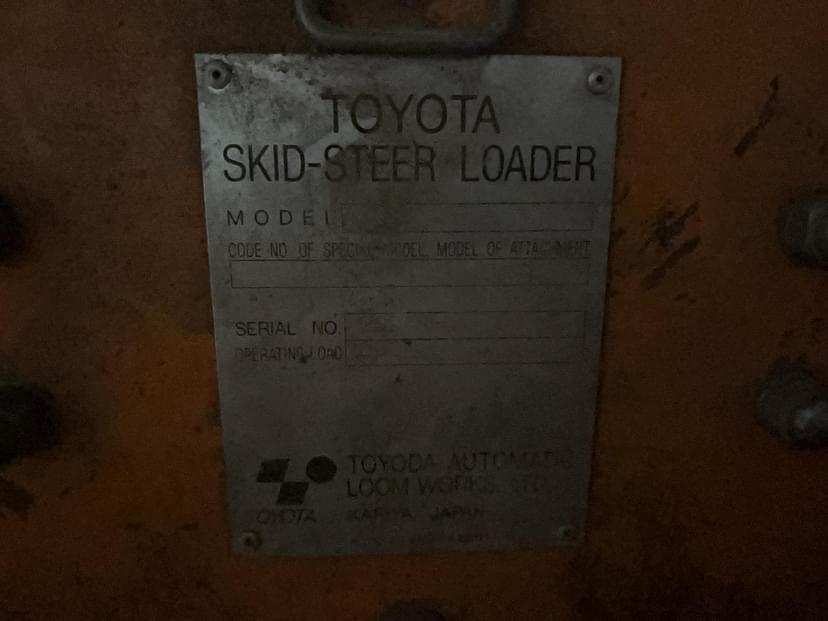 TOYOTA
SKID-STEER LOADER
MODEL
CODE NO. OF SPECIAL MODEL, MODEL OF ATTACHMENT
SERIAL NO.
OPERATING LOAD
TOYODA AUTOMATIC
LOOM WORKS, LTD.
TOYOTA KARIYA, JAPAN